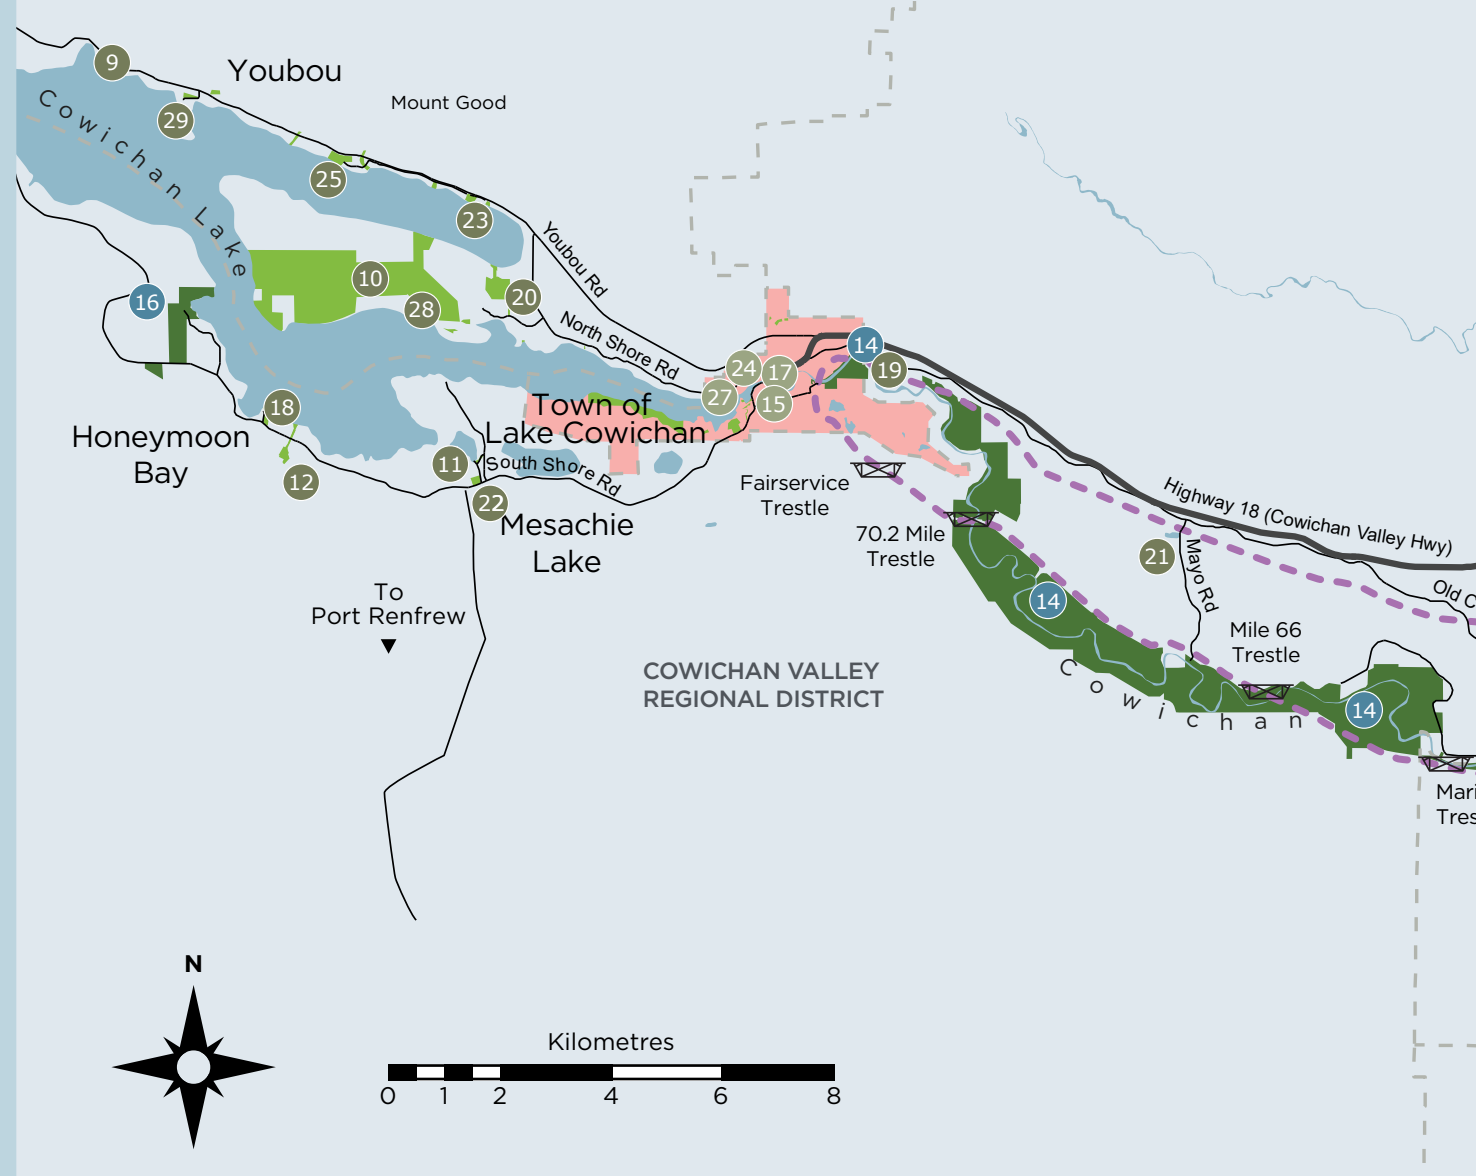 9
Youbou
Mount Good
29
Cowichan Lake
25
23
Youbou Rd
10
28
20
16
North Shore Rd
14
24
17
19
27
15
Town of
Lake Cowichan
18
Honeymoon
Bay
11
South Shore Rd
12
22
Mesachie
Lake
Fairservice
Trestle
70.2 Mile
Trestle
Highway 18 (Cowichan Valley Hwy)
21
Mayo Rd
Old C
14
To
Port Renfrew
Mile 66
Trestle
COWICHAN VALLEY
REGIONAL DISTRICT
Cowichan
14
Mari
Tres
N
Kilometres
0 1 2 4 6 8